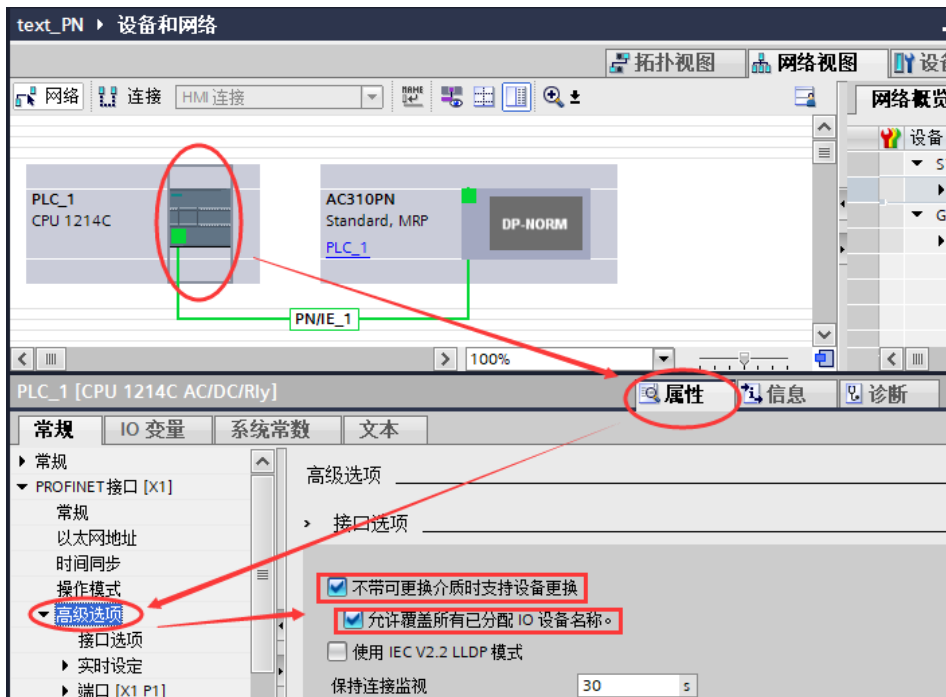 text_PN ▸ 设备和网络
拓扑视图 网络视图
网络 连接 HMI 连接 网络概览
设备
PLC_1
CPU 1214C
AC310PN
Standard, MRP
PLC_1
DP-NORM
S
G
PN/IE_1
100%
PLC_1 [CPU 1214C AC/DC/Rly] 属性 信息 诊断
常规 IO 变量 系统常数 文本
常规
PROFINET接口 [X1]
常规
以太网地址
时间同步
操作模式
高级选项
接口选项
实时设定
端口 [X1 P1]
高级选项
接口选项
不带可更换介质时支持设备更换
允许覆盖所有已分配 IO 设备名称。
使用 IEC V2.2 LLDP 模式
保持连接监视 30 s